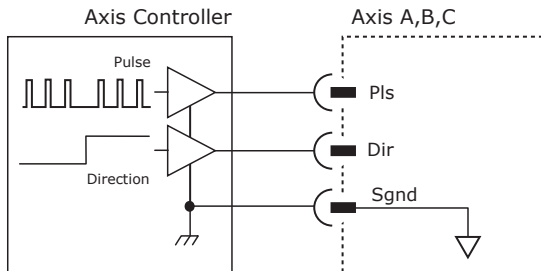 Axis Controller
Axis A,B,C
Pulse
Pls
Dir
Direction
Sgnd